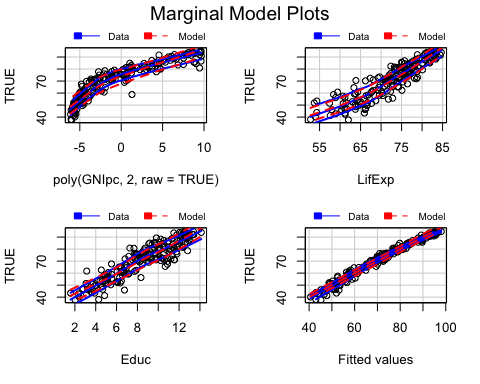 Marginal Model Plots
Data Model
Data Model
TRUE
40 70
-5 0 5 10
poly(GNIpc, 2, raw = TRUE)
TRUE
40 70
55 65 75 85
LifExp
Data Model
Data Model
TRUE
40 70
2 4 6 8 12
Educ
TRUE
40 70
40 60 80 100
Fitted values